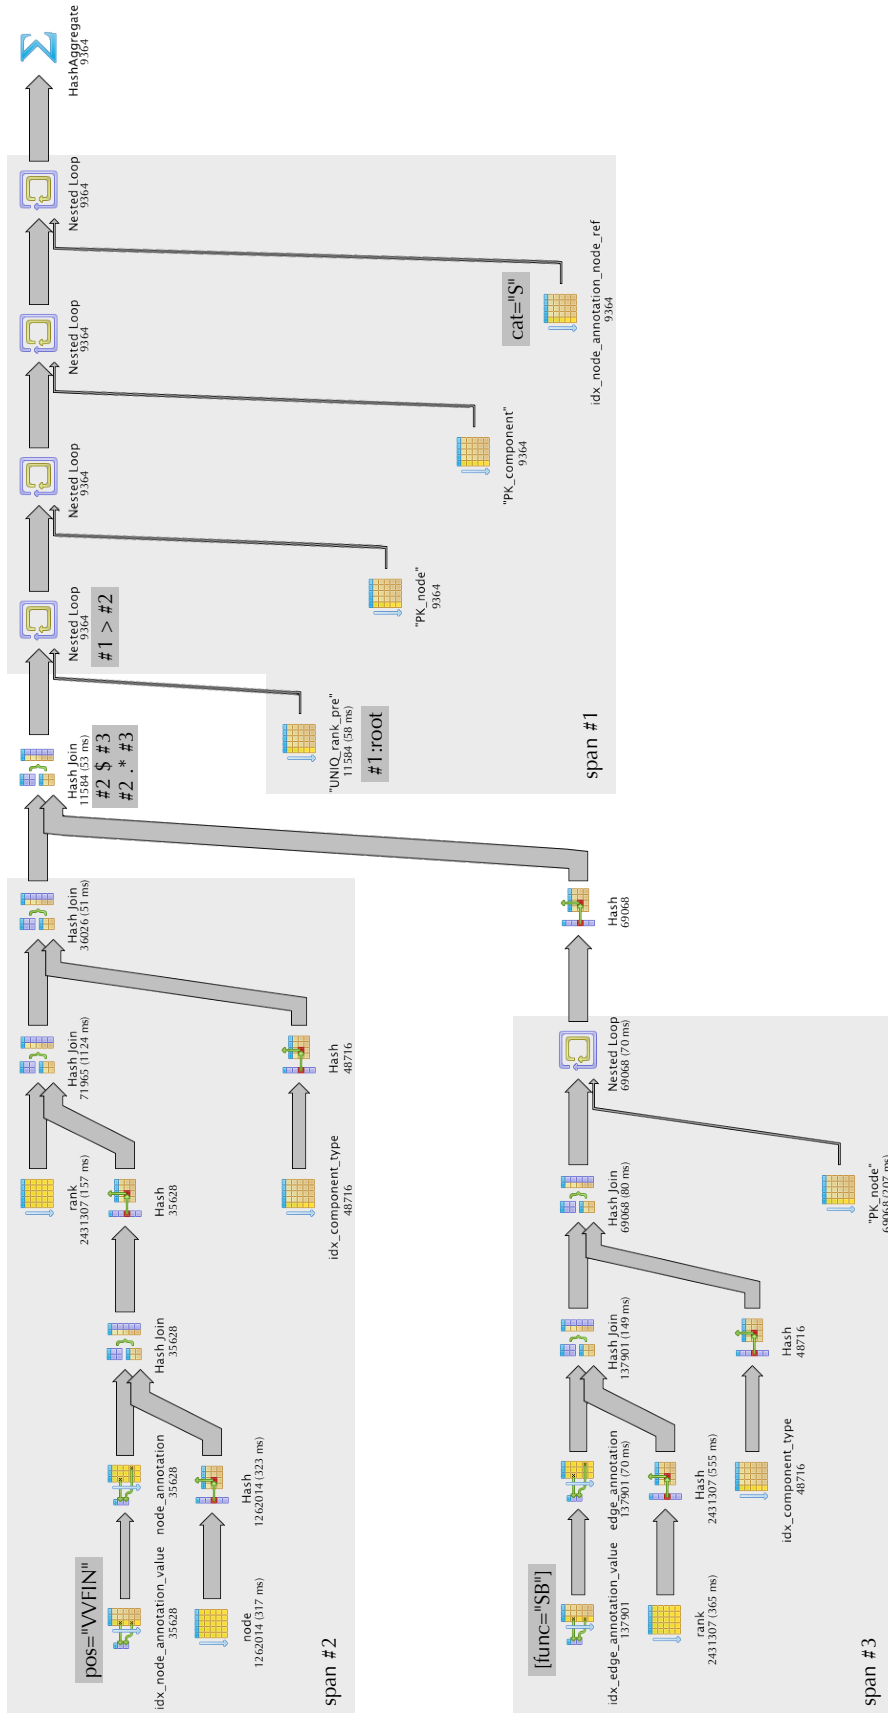 HashAggregate
9364
Nested Loop
9364
Nested Loop
9364
Nested Loop
9364
Nested Loop
9364
#1 > #2
cat="S"
idx_node_annotation_node_ref
9364
"PK_component"
9364
"PK_node"
9364
"UNIQ_rank_pre"
11584 (58 ms)
#1:root
span #1
Hash Join
11584 (53 ms)
#2 $ #3
#2 .* #3
Hash Join
36026 (51 ms)
Hash Join
71965 (1124 ms)
rank
2431307 (157 ms)
Hash
35628
Hash
48716
idx_component_type
48716
Hash Join
35628
node_annotation
35628
Hash
1262014 (323 ms)
pos="VVFIN"
idx_node_annotation_value
35628
node
1262014 (317 ms)
span #2
Hash
69068
Nested Loop
69068 (70 ms)
Hash Join
69068 (80 ms)
"PK_node"
69068 (207 ms)
Hash Join
137901 (149 ms)
Hash
48716
edge_annotation
137901 (70 ms)
Hash
2431307 (555 ms)
idx_component_type
48716
[func="SB"]
idx_edge_annotation_value
137901
rank
2431307 (365 ms)
span #3